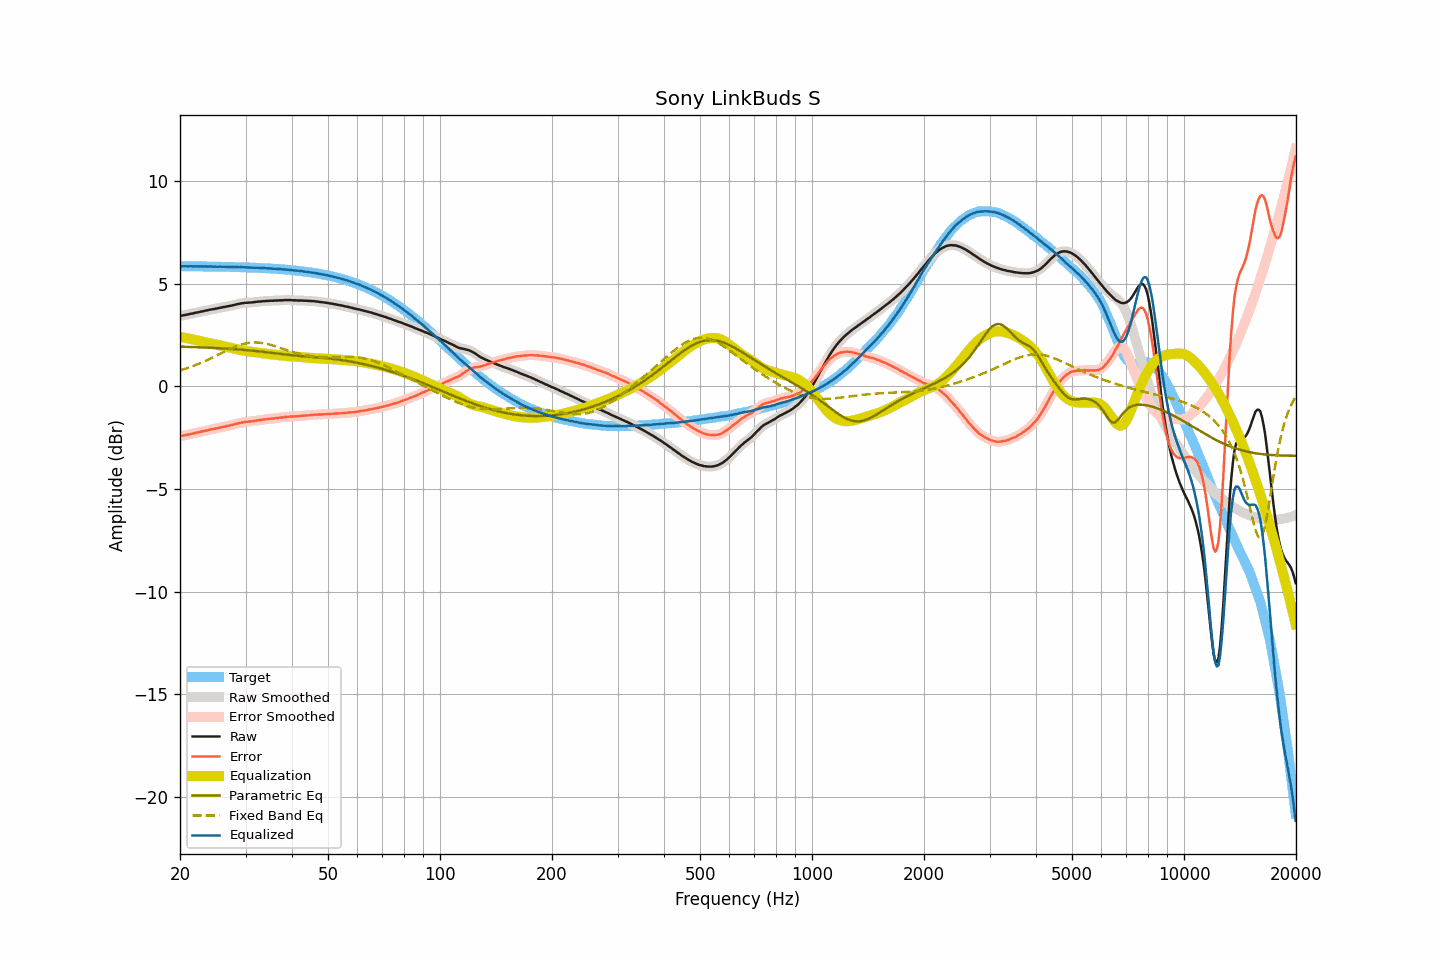 Sony LinkBuds S
Amplitude (dBr)
10
5
0
−5
−10
−15
−20
Target
Raw Smoothed
Error Smoothed
Raw
Error
Equalization
Parametric Eq
Fixed Band Eq
Equalized
20 50 100 200 500 1000 2000 5000 10000 20000
Frequency (Hz)